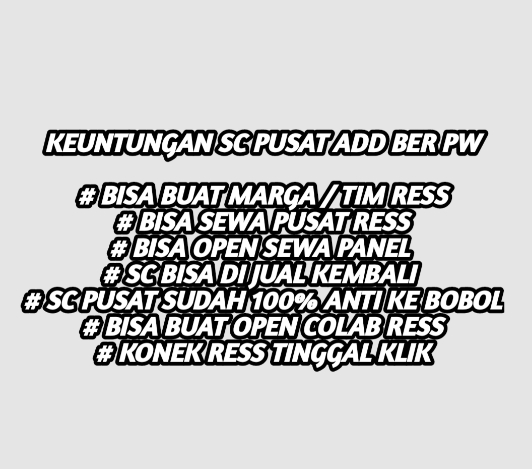 KEUNTUNGAN SC PUSAT ADD BER PW
# BISA BUAT MARGA / TIM RESS
# BISA SEWA PUSAT RESS
# BISA OPEN SEWA PANEL
# SC BISA DI JUAL KEMBALI
# SC PUSAT SUDAH 100% ANTI KE BOBOL
# BISA BUAT OPEN COLAB RESS
# KONEK RESS TINGGAL KLIK